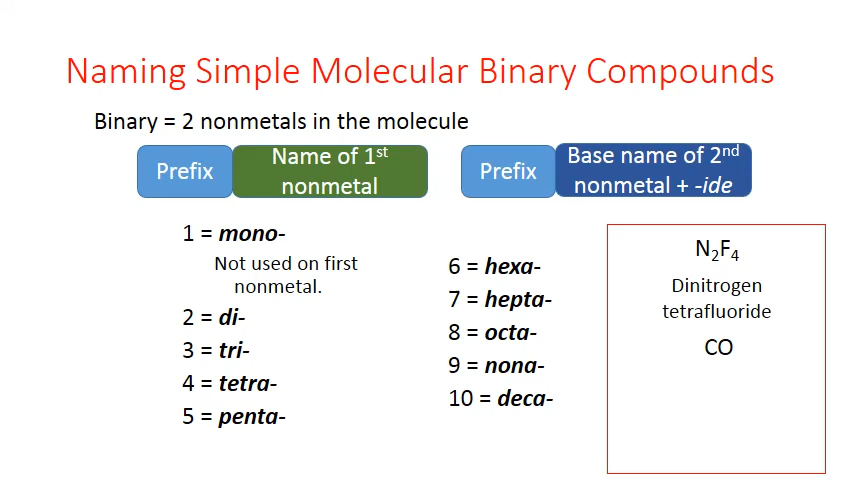 Naming Simple Molecular Binary Compounds
Binary = 2 nonmetals in the molecule
Prefix
Name of 1st
nonmetal
Prefix
Base name of 2nd
nonmetal + -ide
1 = mono-
Not used on first
nonmetal.
2 = di-
3 = tri-
4 = tetra-
5 = penta-
6 = hexa-
7 = hepta-
8 = octa-
9 = nona-
10 = deca-
N2F4
Dinitrogen
tetrafluoride
CO